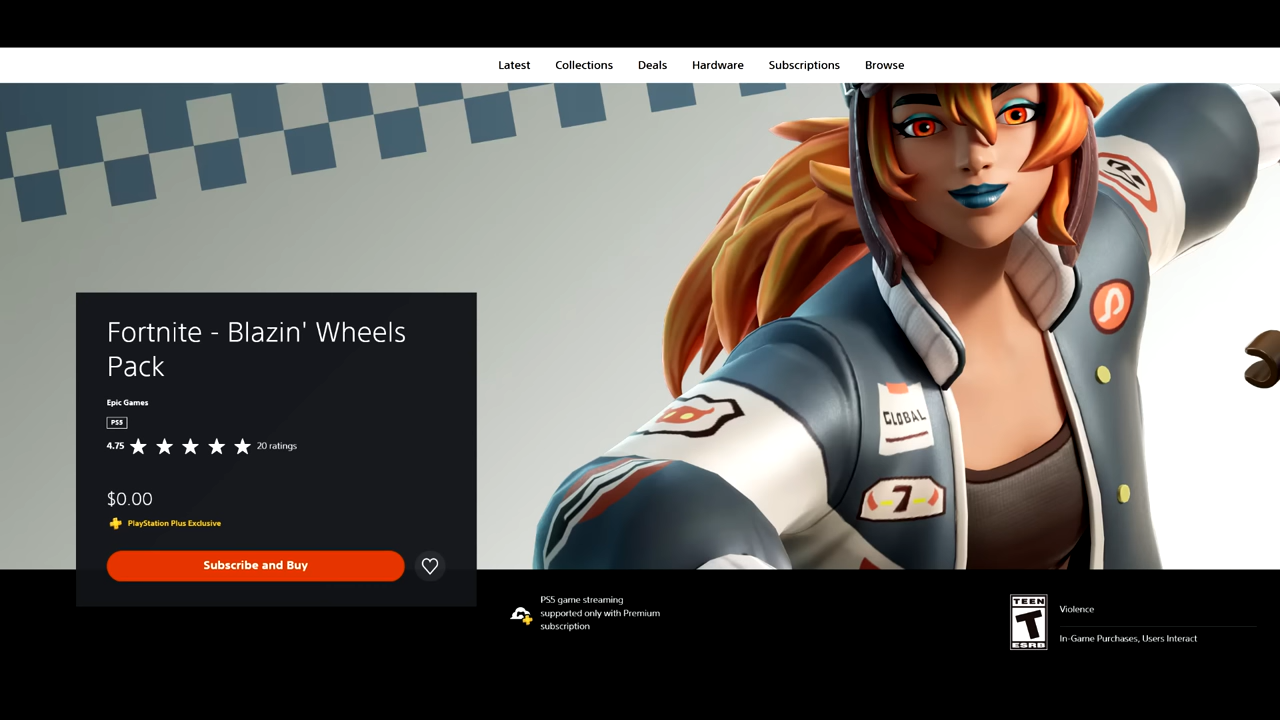 Latest Collections Deals Hardware Subscriptions Browse
Fortnite - Blazin' Wheels
Pack
Epic Games
PS5
4.75 20 ratings
$0.00
PlayStation Plus Exclusive
Subscribe and Buy
GLOBAL
7
PS5 game streaming
supported only with Premium
subscription
TEEN
T
ESRB
Violence
In-Game Purchases, Users Interact